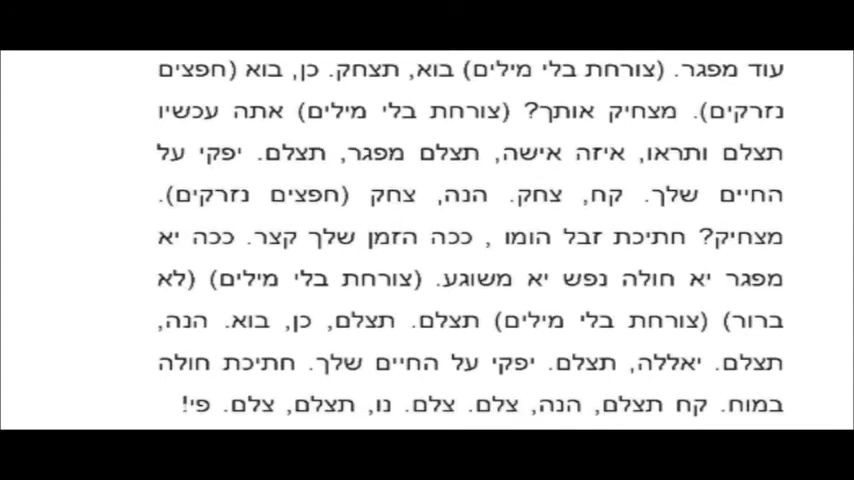 עוד מפגר. (צורחת בלי מילים) בוא, תצחק. כן, בוא (חפצים
נזרקים). מצחיק אותך? (צורחת בלי מילים) אתה עכשיו
תצלם ותראו, איזה אישה, תצלם מפגר, תצלם. יפקי על
החיים שלך. קח, צחק. הנה, צחק (חפצים נזרקים).
מצחיק? חתיכת זבל הומו , ככה הזמן שלך קצר. ככה יא
מפגר יא חולה נפש יא משוגע. (צורחת בלי מילים) (לא
ברור) (צורחת בלי מילים) תצלם. תצלם, כן, בוא. הנה,
תצלם. יאללה, תצלם. יפקי על החיים שלך. חתיכת חולה
במוח. קח תצלם, הנה, צלם. צלם. נו, תצלם, צלם. פי!